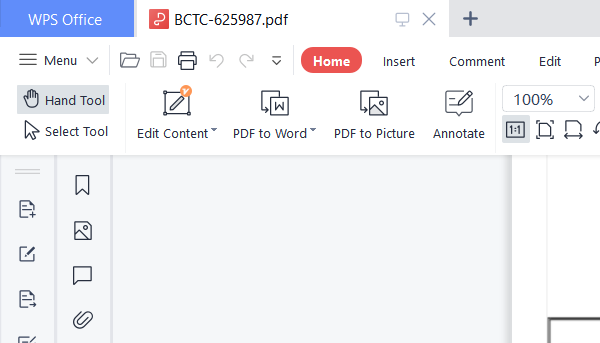 WPS Office BCTC-625987.pdf
Menu Home Insert Comment Edit P
Hand Tool
Select Tool
Edit Content PDF to Word PDF to Picture Annotate
100%
1:1